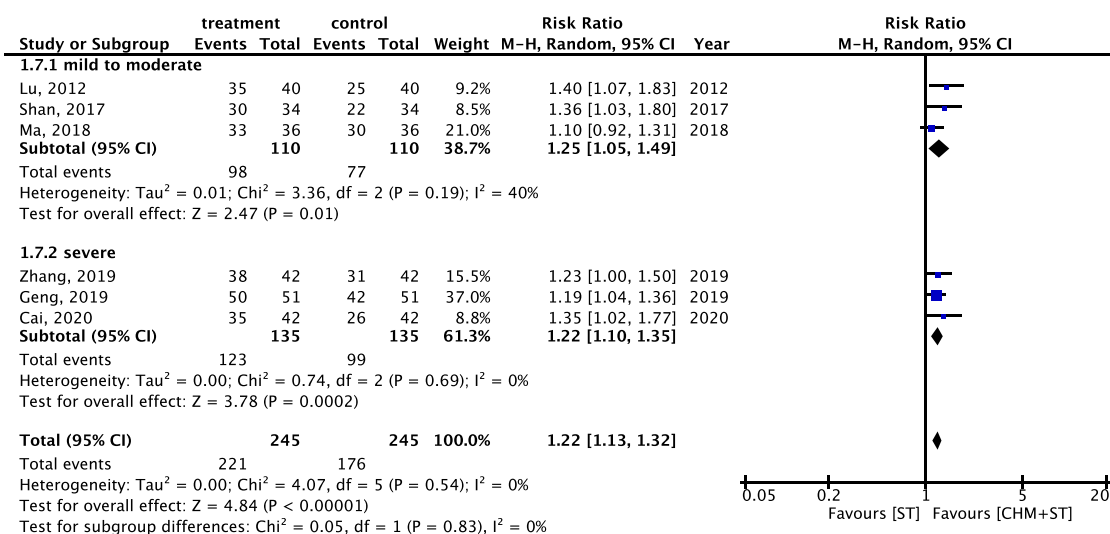 treatment control Risk Ratio Risk Ratio
Study or Subgroup Events Total Events Total Weight M-H, Random, 95% CI Year M-H, Random, 95% CI
1.7.1 mild to moderate
Lu, 2012 35 40 25 40 9.2% 1.40 [1.07, 1.83] 2012
Shan, 2017 30 34 22 34 8.5% 1.36 [1.03, 1.80] 2017
Ma, 2018 33 36 30 36 21.0% 1.10 [0.92, 1.31] 2018
Subtotal (95% CI) 110 110 38.7% 1.25 [1.05, 1.49]
Total events 98 77
Heterogeneity: Tau² = 0.01; Chi² = 3.36, df = 2 (P = 0.19); I² = 40%
Test for overall effect: Z = 2.47 (P = 0.01)
1.7.2 severe
Zhang, 2019 38 42 31 42 15.5% 1.23 [1.00, 1.50] 2019
Geng, 2019 50 51 42 51 37.0% 1.19 [1.04, 1.36] 2019
Cai, 2020 35 42 26 42 8.8% 1.35 [1.02, 1.77] 2020
Subtotal (95% CI) 135 135 61.3% 1.22 [1.10, 1.35]
Total events 123 99
Heterogeneity: Tau² = 0.00; Chi² = 0.74, df = 2 (P = 0.69); I² = 0%
Test for overall effect: Z = 3.78 (P = 0.0002)
Total (95% CI) 245 245 100.0% 1.22 [1.13, 1.32]
Total events 221 176
Heterogeneity: Tau² = 0.00; Chi² = 4.07, df = 5 (P = 0.54); I² = 0%
Test for overall effect: Z = 4.84 (P < 0.00001)
Test for subgroup differences: Chi² = 0.05, df = 1 (P = 0.83), I² = 0%
0.05 0.2 1 5 20
Favours [ST] Favours [CHM+ST]